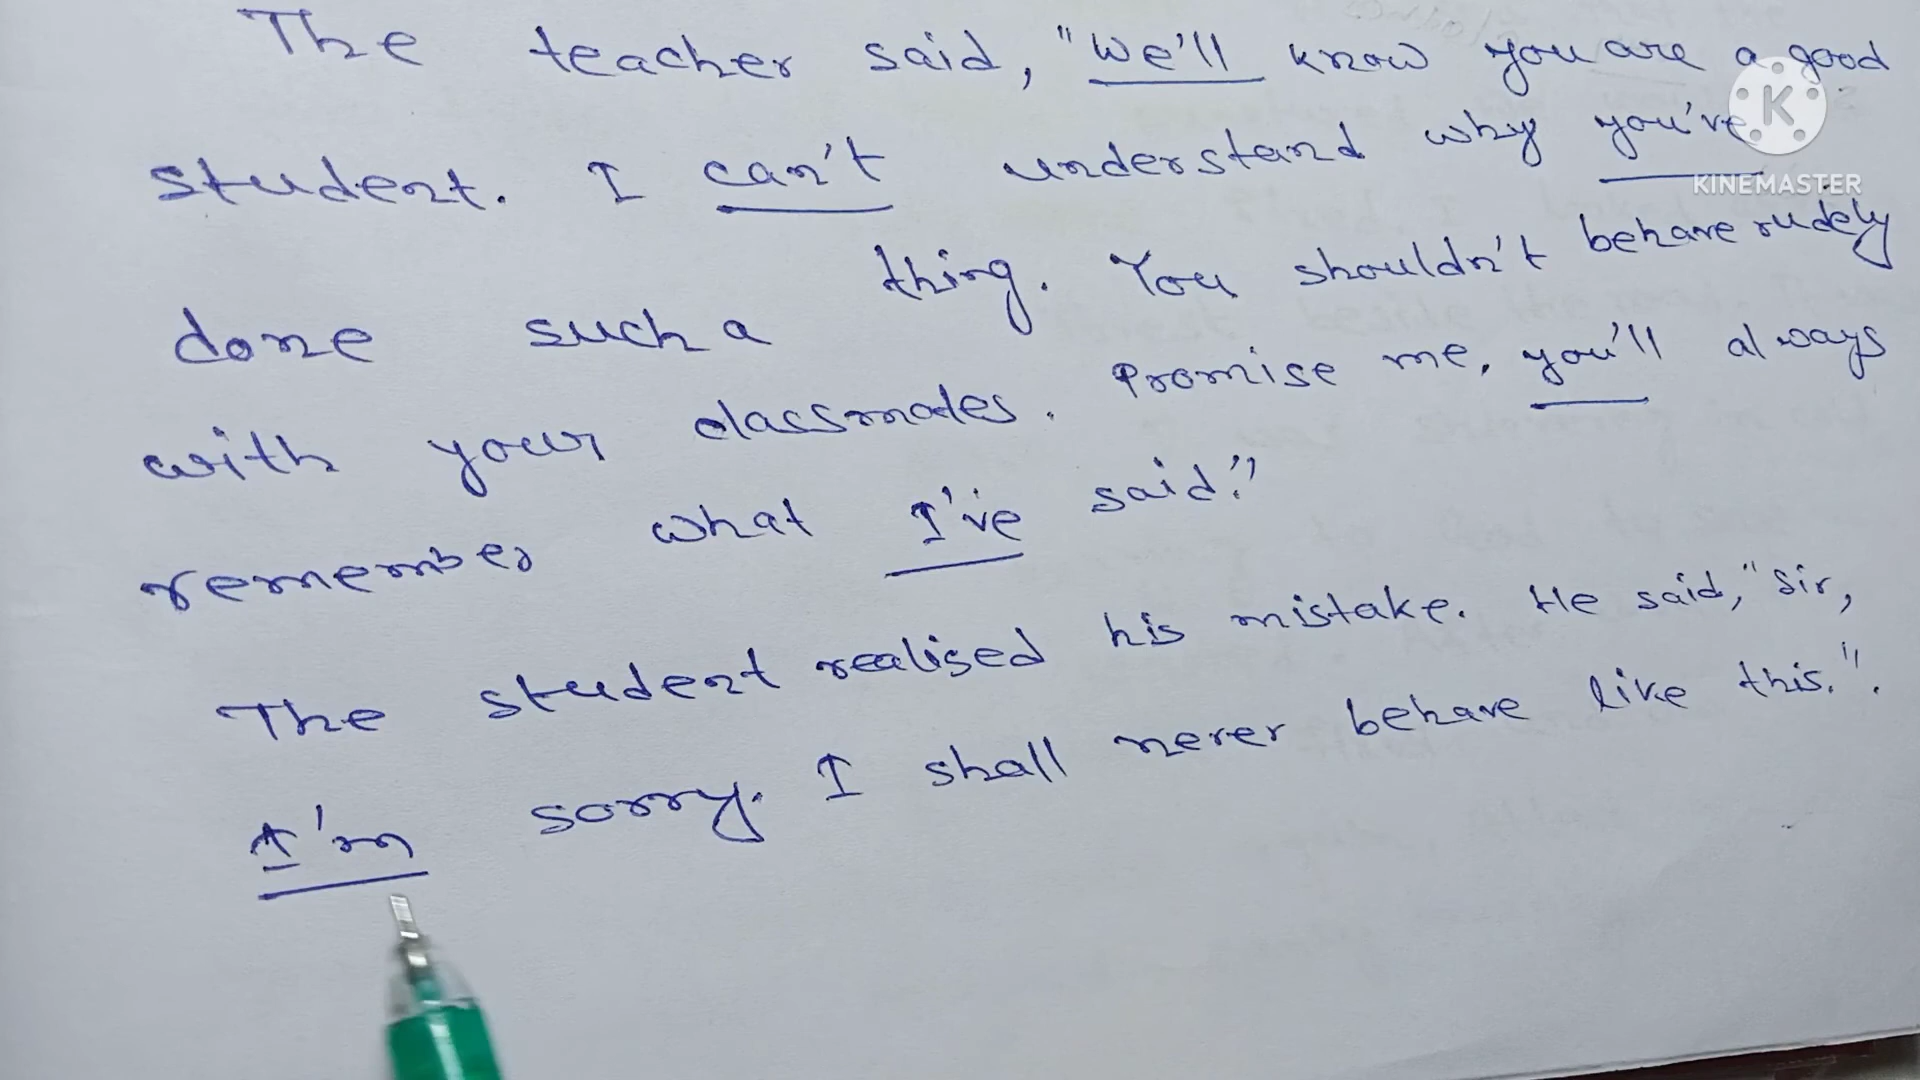 The teacher said, "We'll know you are a good
student. I can't understand why you've
done such a thing. You shouldn't behave rudely
with your classmates. Promise me, you'll always
remember what I've said."
The student realised his mistake. He said, "Sir,
I'm sorry. I shall never behave like this.".
K
KINEMASTER